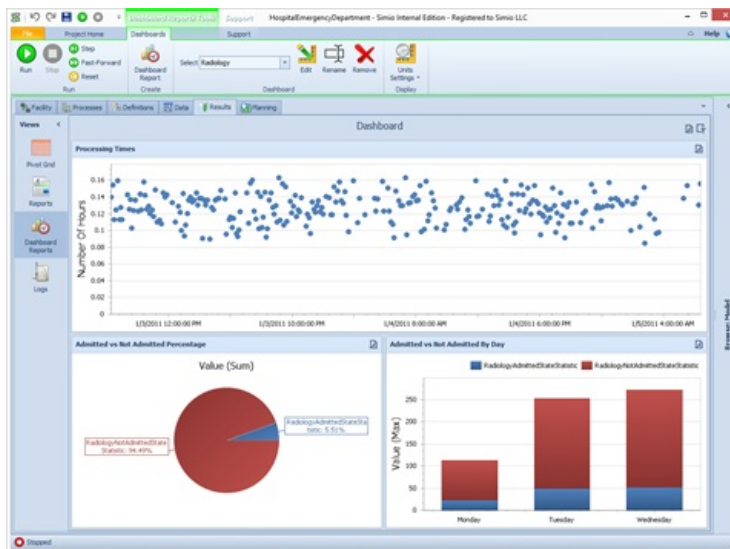 Dashboard Reports Tools Support HospitalEmergencyDepartment - Simio Internal Edition - Registered to Simio LLC
File Project Home Dashboards Support Help
Run Stop Step Fast-Forward Reset
Dashboard Report
Select Radiology
Edit Rename Remove
Units Settings
Run Create Dashboard Display
Facility Processes Definitions Data Results Planning
Views
Pivot Grid
Reports
Dashboard Reports
Logs
Dashboard
Processing Times
Number Of Hours
0.16
0.12
0.1
0.08
0.06
0.04
0.02
0
1/3/2011 12:00:00 PM 1/3/2011 10:00:00 PM 1/4/2011 8:00:00 AM 1/4/2011 6:00:00 PM 1/5/2011 4:00:00 AM
Admitted vs Not Admitted Percentage
Value (Sum)
RadiologyNotAdmittedState
Statistic: 94.49%
RadiologyAdmittedStateSta
tistic: 5.51%
Admitted vs Not Admitted By Day
RadiologyAdmittedStateStatistic RadiologyNotAdmittedStateStatistic
Value (Max)
250
200
150
100
50
0
Monday Tuesday Wednesday
Stopped